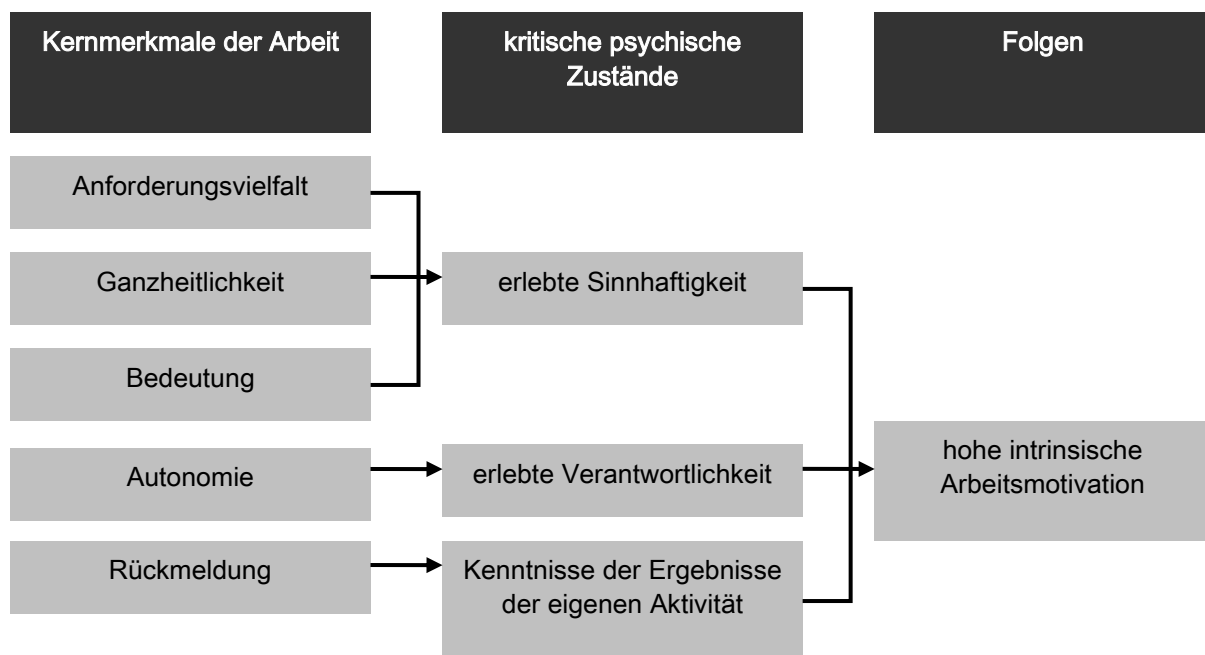 Kernmerkmale der Arbeit
kritische psychische
Zustände
Folgen
Anforderungsvielfalt
Ganzheitlichkeit
erlebte Sinnhaftigkeit
Bedeutung
Autonomie
erlebte Verantwortlichkeit
hohe intrinsische
Arbeitsmotivation
Rückmeldung
Kenntnisse der Ergebnisse
der eigenen Aktivität